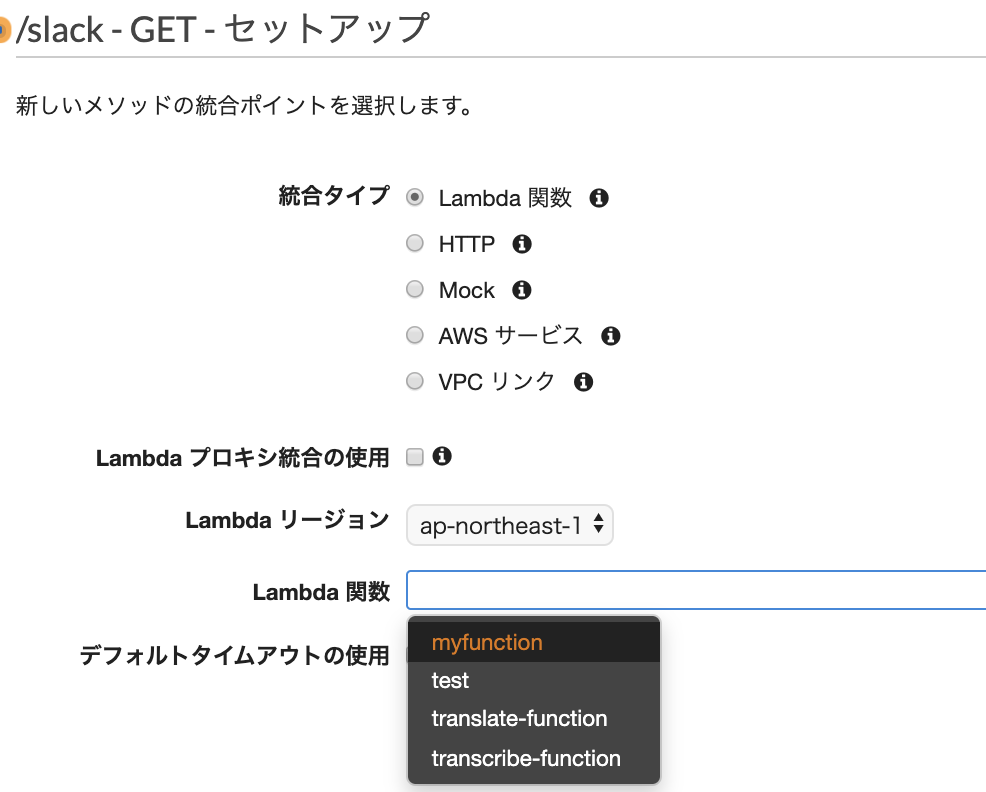 /slack - GET - セットアップ
新しいメソッドの統合ポイントを選択します。
統合タイプ Lambda 関数
HTTP
Mock
AWS サービス
VPC リンク
Lambda プロキシ統合の使用
Lambda リージョン ap-northeast-1
Lambda 関数
myfunction
デフォルトタイムアウトの使用
test
translate-function
transcribe-function